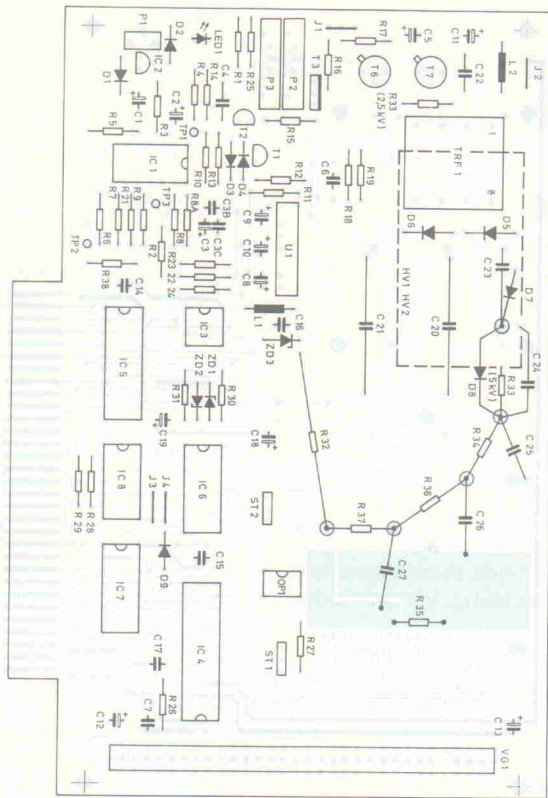 P1
D2
LED1
IC2
D1
C1
C2
R5
R3
TP1
R4
R14
C4
R1
R25
P3
P2
J1
T3
R16
R17
C5
C11
T6
T7
(2,5kV)
R33
C22
L2
J2
T2
T1
R15
IC1
R10
R13
D3
D4
R12
R11
C6
R19
R18
TRF1
1
8
R7
R21
R9
TP3
R8A
R6
TP2
R2
R8
C3B
C3
C3C
C9
C10
C8
U1
D6
D5
C23
D7
HV1 HV2
R38
C14
R23
22
24
L1
C16
ZD3
C21
C20
C24
IC5
IC3
ZD2
ZD1
R31
R30
D8
R33
(5kV)
C19
C18
R32
R34
C25
IC8
J3
J4
IC6
R29
R28
ST2
R37
R36
C26
IC7
D9
C15
OP1
C27
R35
IC4
C17
R26
ST1
R27
C12
C7
C13
VG1